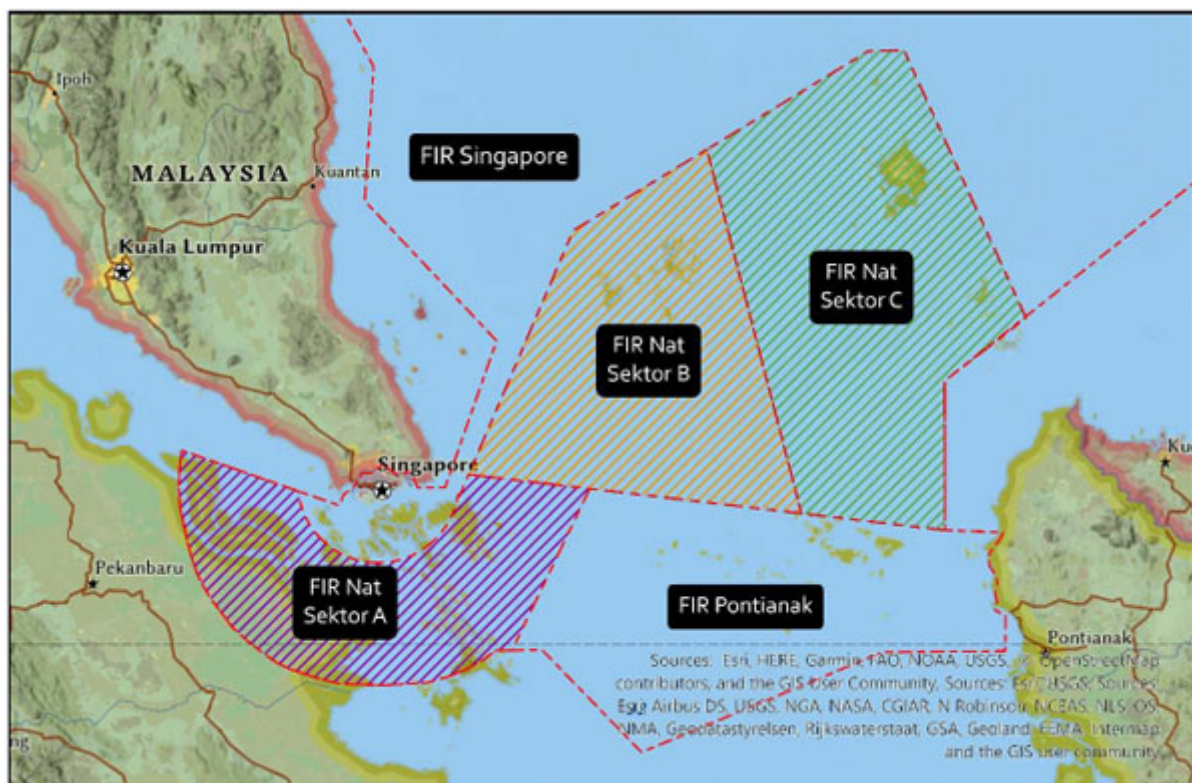 Ipoh
FIR Singapore
MALAYSIA
Kuantan
Kuala Lumpur
FIR Nat
Sektor C
FIR Nat
Sektor B
Singapore
Pekanbaru
FIR Nat
Sektor A
FIR Pontianak
Pontianak
Sources: Esri, HERE, Garmin, FAO, NOAA, USGS, © OpenStreetMap
contributors, and the GIS User Community, Sources: Esri, USGS, Sources:
Esri, Airbus DS, USGS, NGA, NASA, CGIAR, N Robinson, NCEAS, NLS, OS,
NMA, Geodatastyrelsen, Rijkswaterstaat, GSA, Geoland, FEMA, Intermap
and the GIS user community